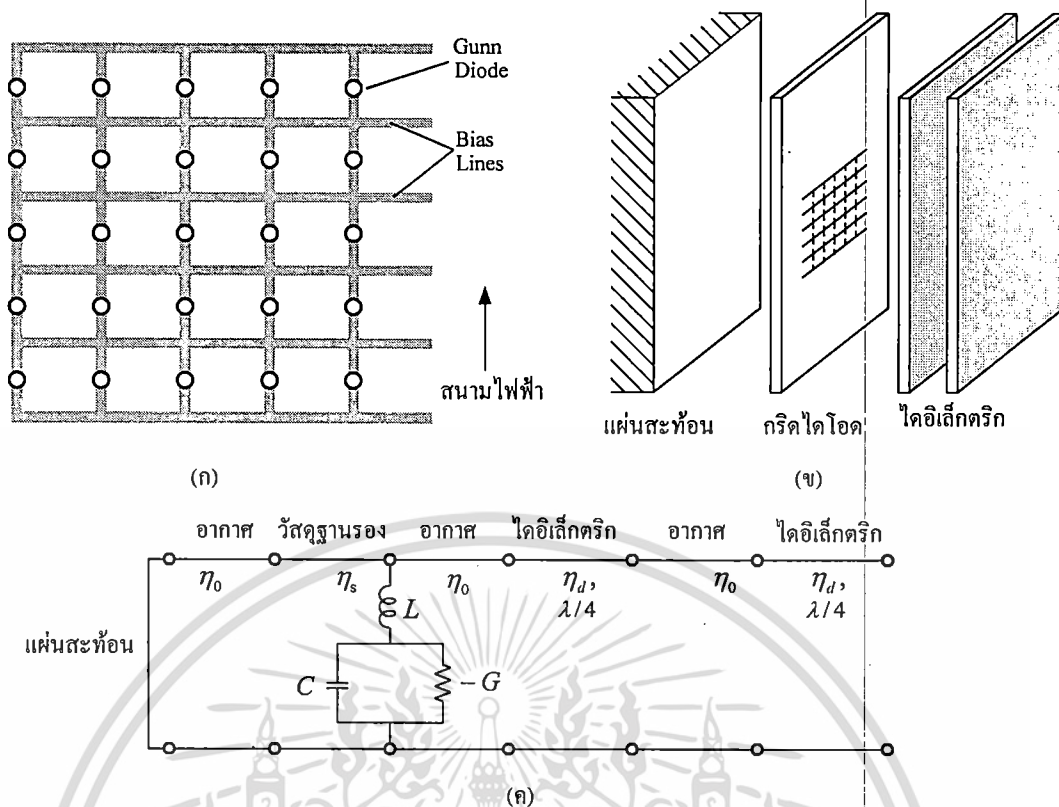 Gunn
Diode
Bias
Lines
สนามไฟฟ้า
(ก)
แผ่นสะท้อน
กริดไดโอด
ไดอิเล็กตริก
(ข)
อากาศ วัสดุฐานรอง อากาศ ไดอิเล็กตริก อากาศ ไดอิเล็กตริก
η₀ ηₛ η₀ η_d, η₀ η_d,
λ/4 λ/4
L
แผ่นสะท้อน
C −G
(ค)